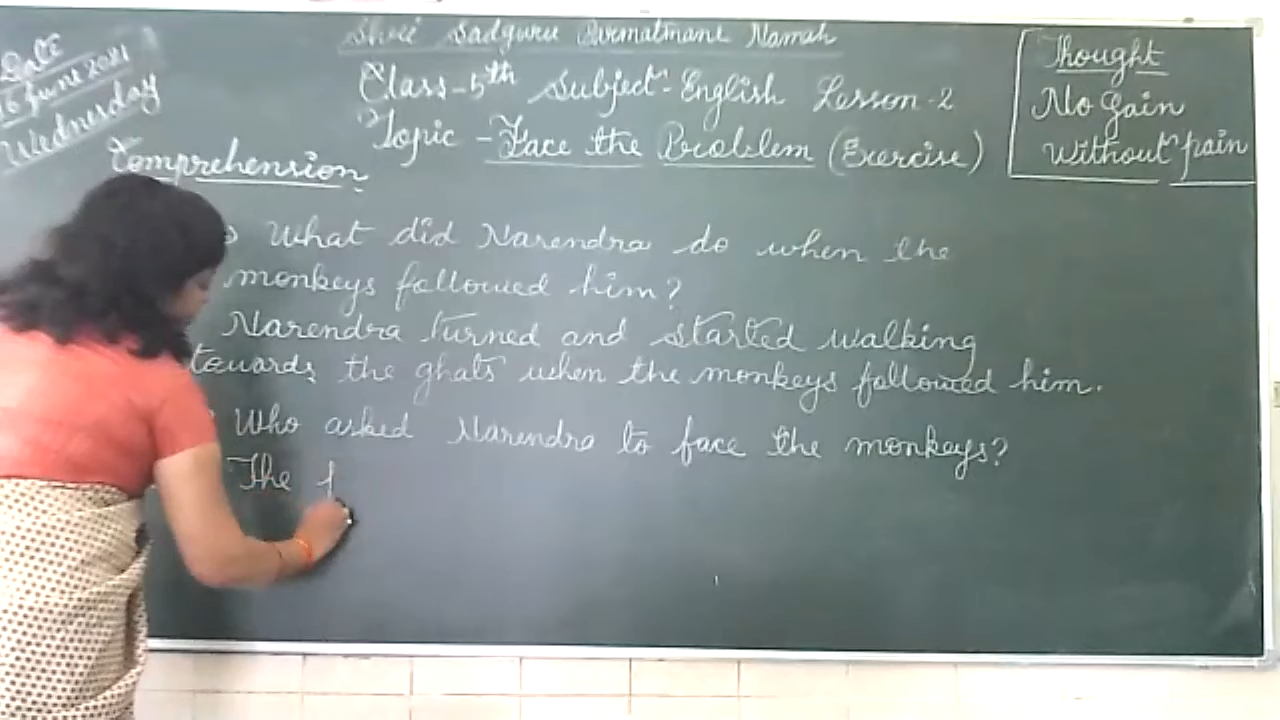 Shree Sadguru Parmatmane Namah
Date
16 June 2021
Wednesday
Class-5th Subject-English Lesson-2
Topic - Face the Problem (Exercise)
Thought
No Gain
Without pain
Comprehension
What did Narendra do when the
monkeys followed him?
Narendra turned and started walking
towards the ghats when the monkeys followed him.
Who asked Narendra to face the monkeys?
The